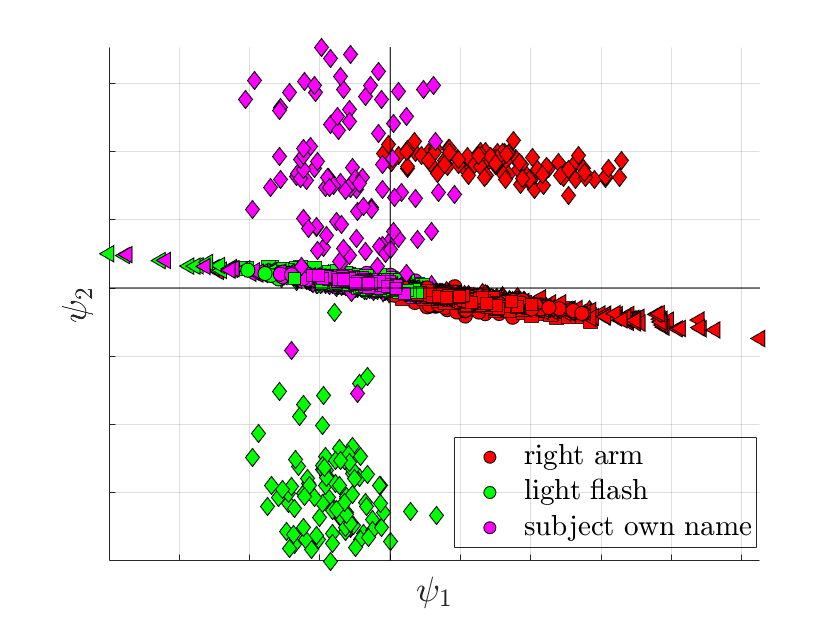 ψ₂
right arm
light flash
subject own name
ψ₁